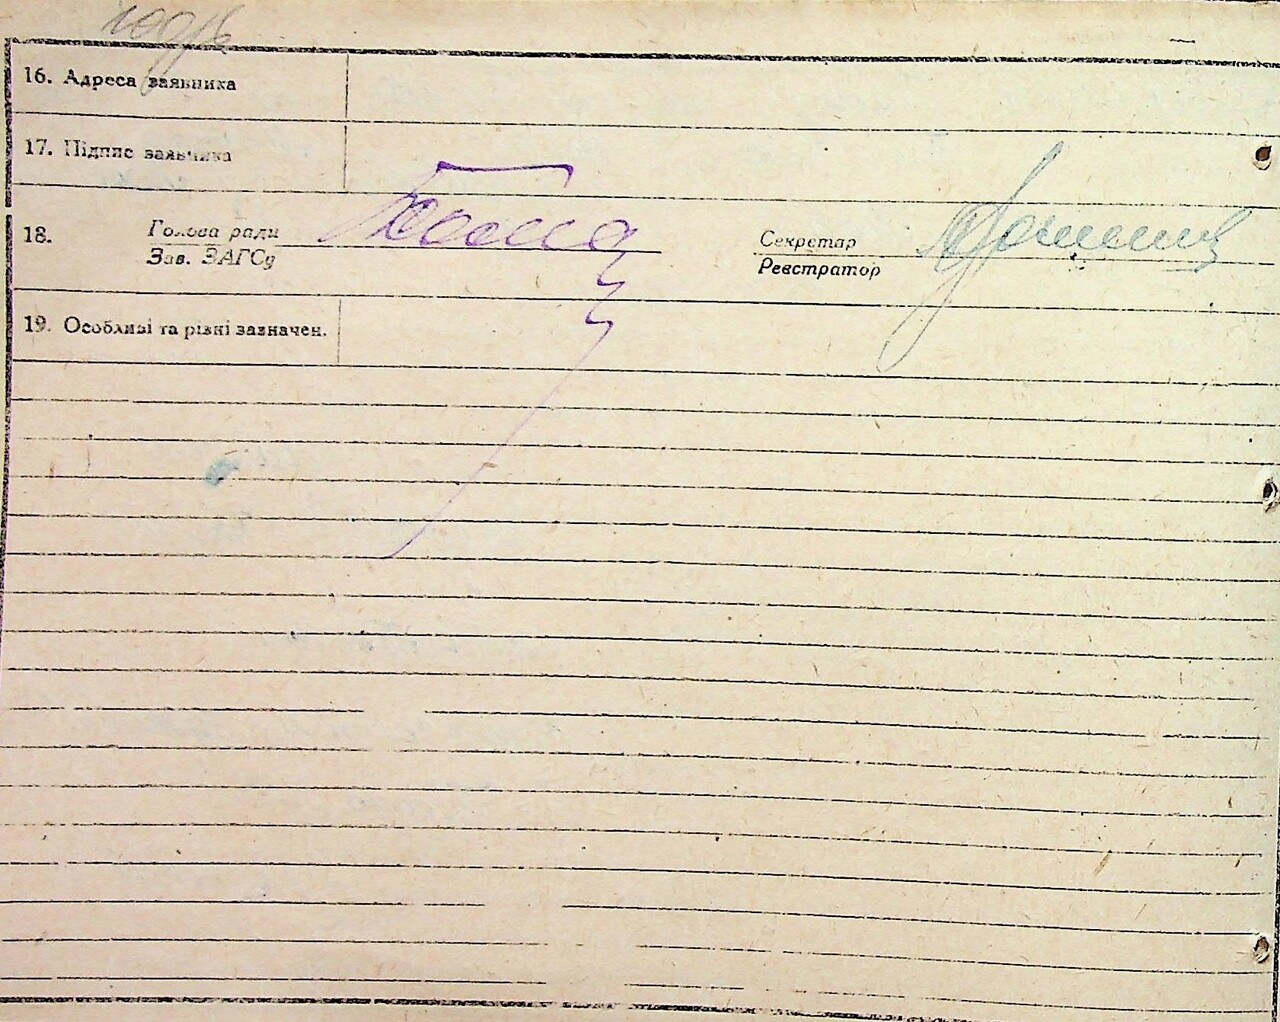 16. Адреса заявника
17. Підпис заявника
18. Голова ради
Зав. ЗАГСу
Секретар
Реєстратор
19. Особливі та різні зазначен.